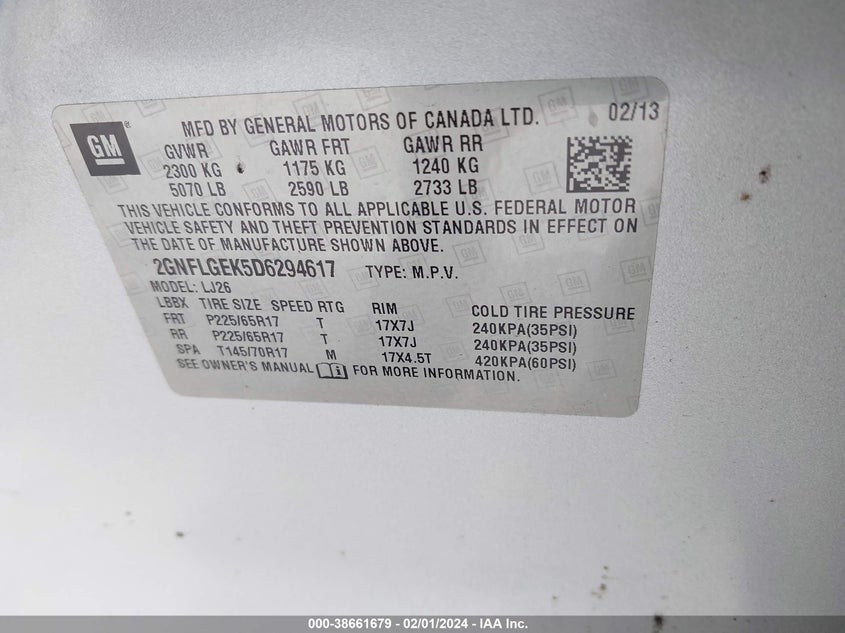 GM
MFD BY GENERAL MOTORS OF CANADA LTD. 02/13
GVWR GAWR FRT GAWR RR
2300 KG 1175 KG 1240 KG
5070 LB 2590 LB 2733 LB
THIS VEHICLE CONFORMS TO ALL APPLICABLE U.S. FEDERAL MOTOR
VEHICLE SAFETY AND THEFT PREVENTION STANDARDS IN EFFECT ON
THE DATE OF MANUFACTURE SHOWN ABOVE.
2GNFLGEK5D6294617 TYPE: M.P.V.
MODEL: LJ26
LBBX TIRE SIZE SPEED RTG RIM COLD TIRE PRESSURE
FRT P225/65R17 T 17X7J 240KPA(35PSI)
RR P225/65R17 T 17X7J 240KPA(35PSI)
SPA T145/70R17 M 17X4.5T 420KPA(60PSI)
SEE OWNER'S MANUAL FOR MORE INFORMATION.
000-38661679 - 02/01/2024 - IAA Inc.